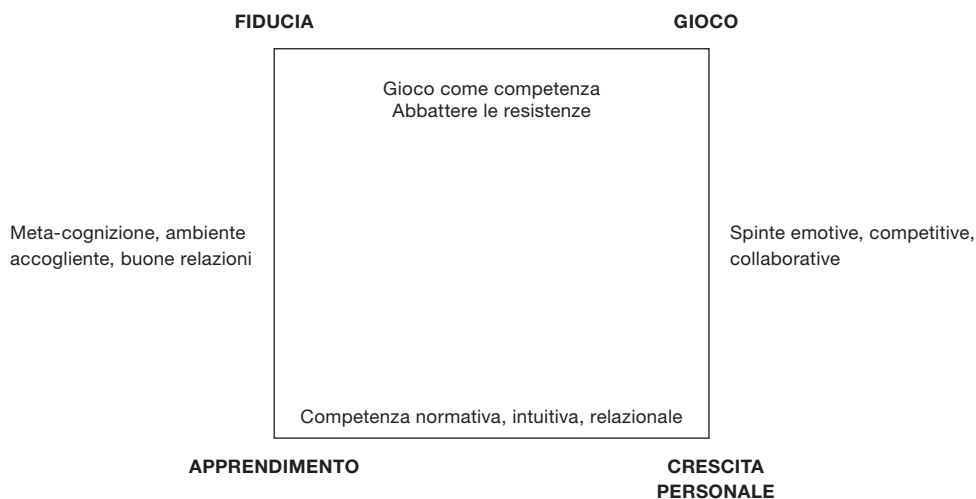 FIDUCIA
GIOCO
Gioco come competenza
Abbattere le resistenze
Meta-cognizione, ambiente
accogliente, buone relazioni
Spinte emotive, competitive,
collaborative
Competenza normativa, intuitiva, relazionale
APPRENDIMENTO
CRESCITA
PERSONALE